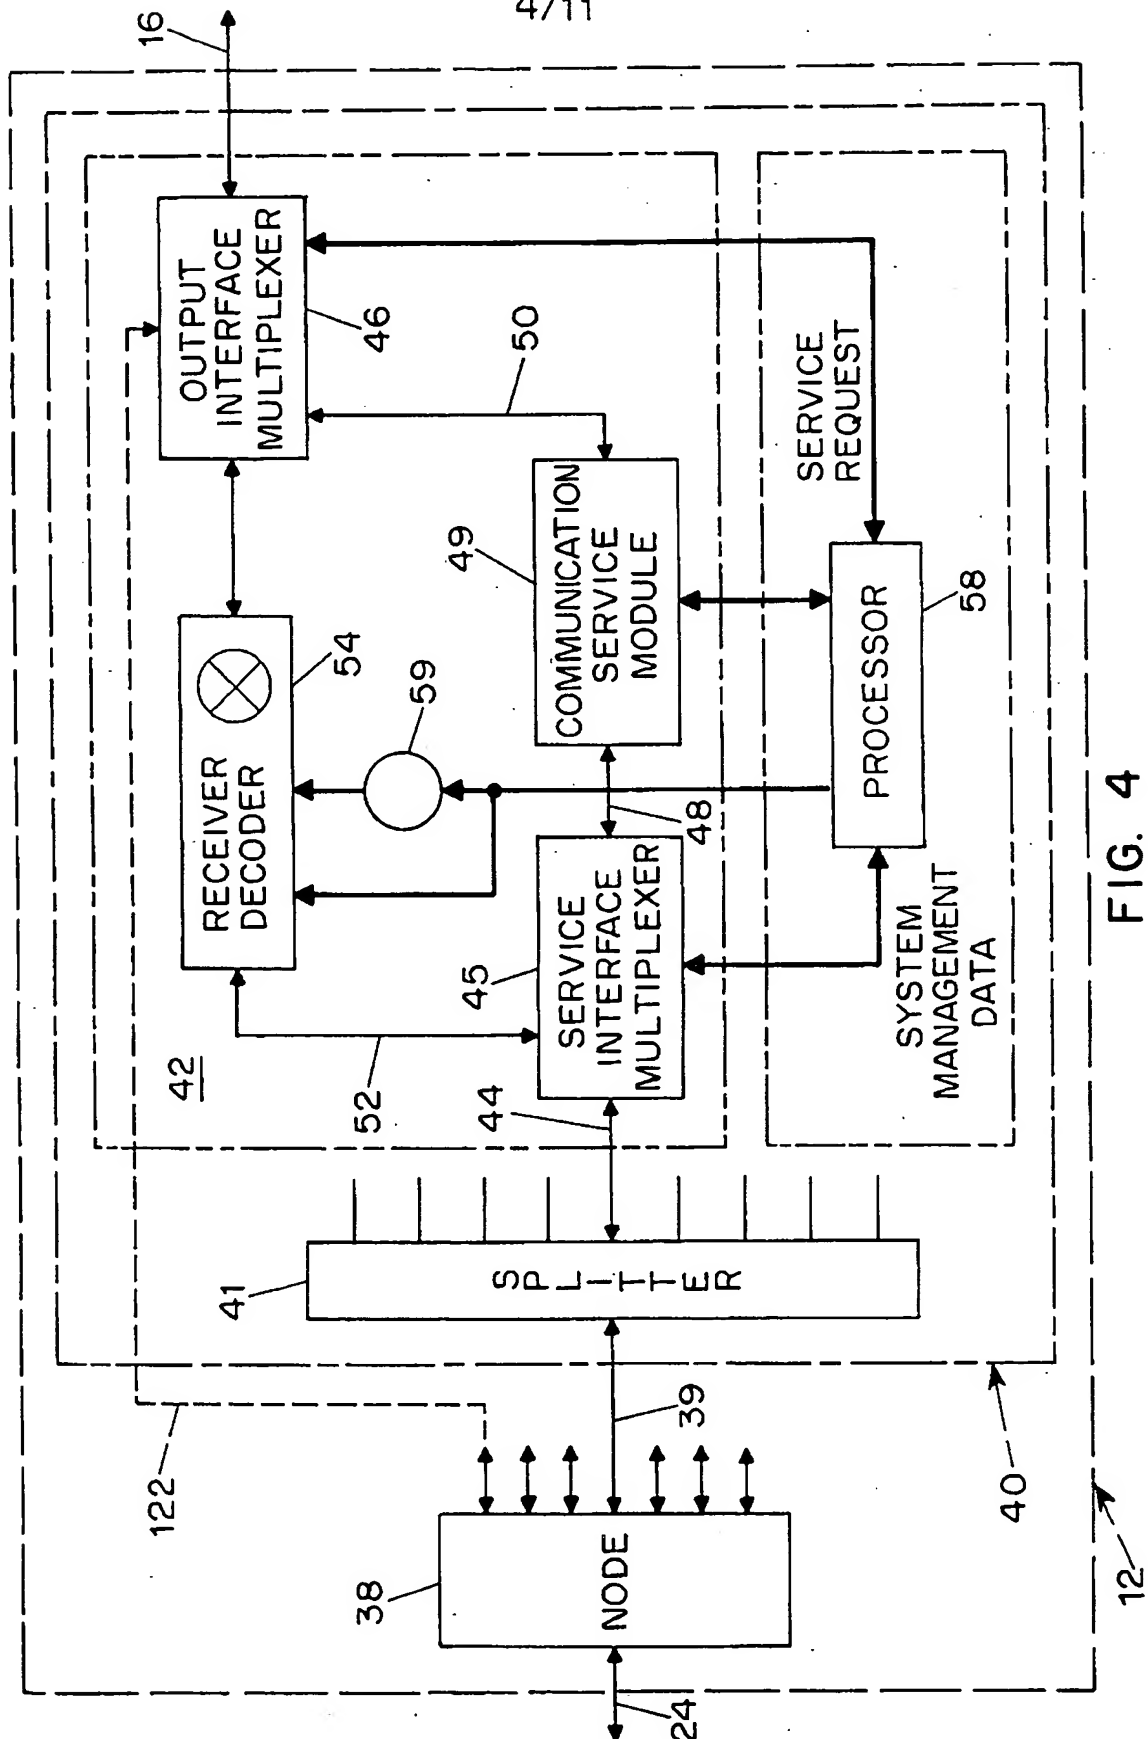 4/11
16
OUTPUT
INTERFACE
MULTIPLEXER
46
50
SERVICE
REQUEST
49
COMMUNICATION
SERVICE
MODULE
PROCESSOR
58
54
RECEIVER
DECODER
59
48
SERVICE
INTERFACE
MULTIPLEXER
45
SYSTEM
MANAGEMENT
DATA
42
52
44
41
SPLITTER
39
122
40
12
38
NODE
24
FIG. 4